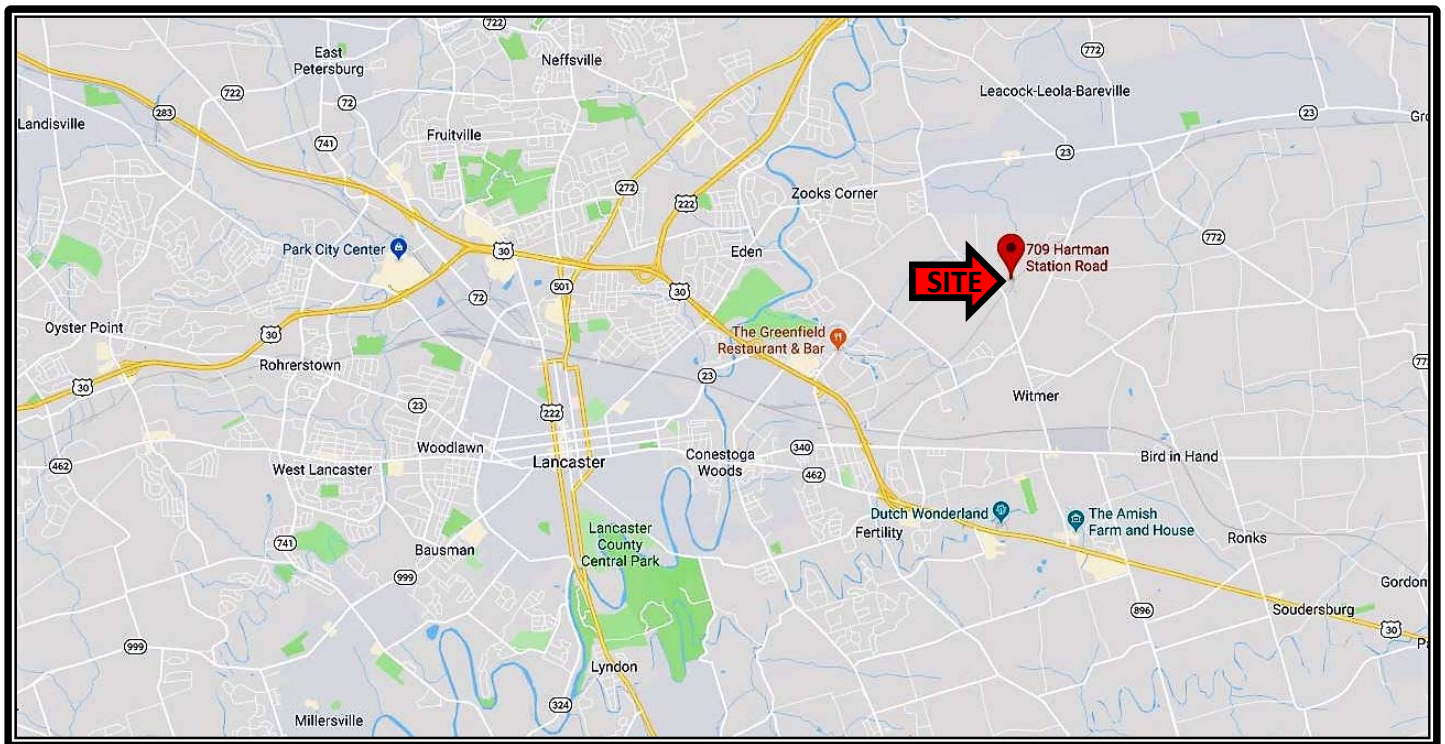 722
772
East
Petersburg
Neffsville
722
72
Leacock-Leola-Bareville
283
23
Landisville
741
Fruitville
23
272
Zooks Corner
222
Park City Center
30
Eden
772
709 Hartman
Station Road
SITE
501
72
30
Oyster Point
30
The Greenfield
Restaurant & Bar
Rohrerstown
23
30
Witmer
23
222
Woodlawn
340
462
West Lancaster
Lancaster
Conestoga
Woods
462
Bird in Hand
Dutch Wonderland
The Amish
Farm and House
Fertility
Lancaster
County
Central Park
741
Bausman
Ronks
999
Gordon
896
Soudersburg
30
999
Lyndon
324
Millersville